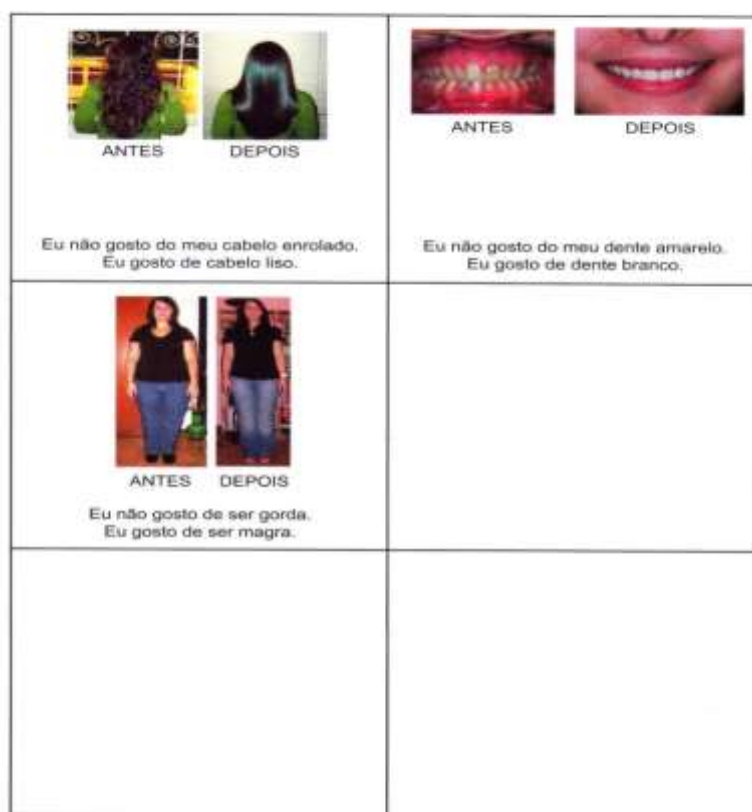 ANTES DEPOIS
Eu não gosto do meu cabelo enrolado.
Eu gosto de cabelo liso.
ANTES DEPOIS
Eu não gosto do meu dente amarelo.
Eu gosto de dente branco.
ANTES DEPOIS
Eu não gosto de ser gorda.
Eu gosto de ser magra.